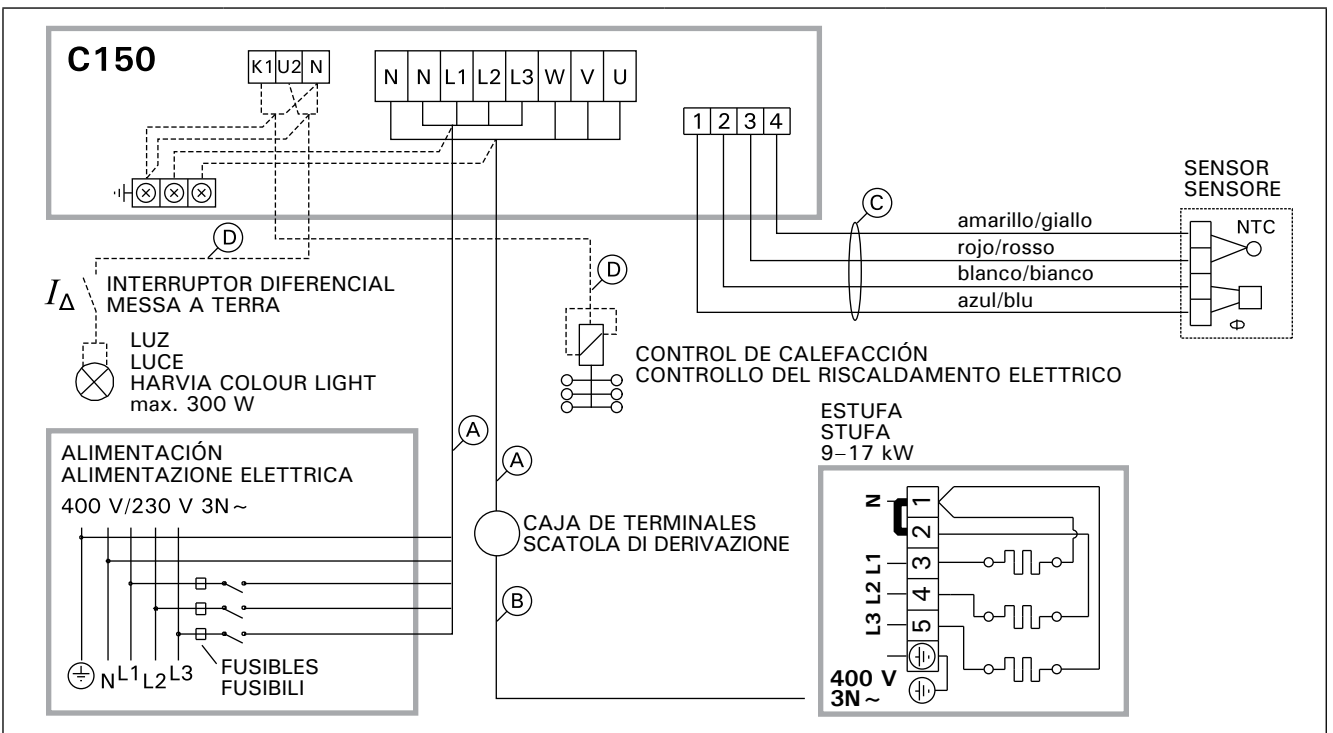 C150
K1 U2 N
N N L1 L2 L3 W V U
1 2 3 4
SENSOR
SENSORE
NTC
C
amarillo/giallo
rojo/rosso
blanco/bianco
azul/blu
D
I∆
INTERRUPTOR DIFERENCIAL
MESSA A TERRA
D
LUZ
LUCE
HARVIA COLOUR LIGHT
max. 300 W
CONTROL DE CALEFACCIÓN
CONTROLLO DEL RISCALDAMENTO ELETTRICO
A
A
ALIMENTACIÓN
ALIMENTAZIONE ELETTRICA
400 V/230 V 3N~
N L1 L2 L3
FUSIBLES
FUSIBILI
CAJA DE TERMINALES
SCATOLA DI DERIVAZIONE
B
ESTUFA
STUFA
9–17 kW
N 1
2
L1 3
L2 4
L3 5
400 V
3N~